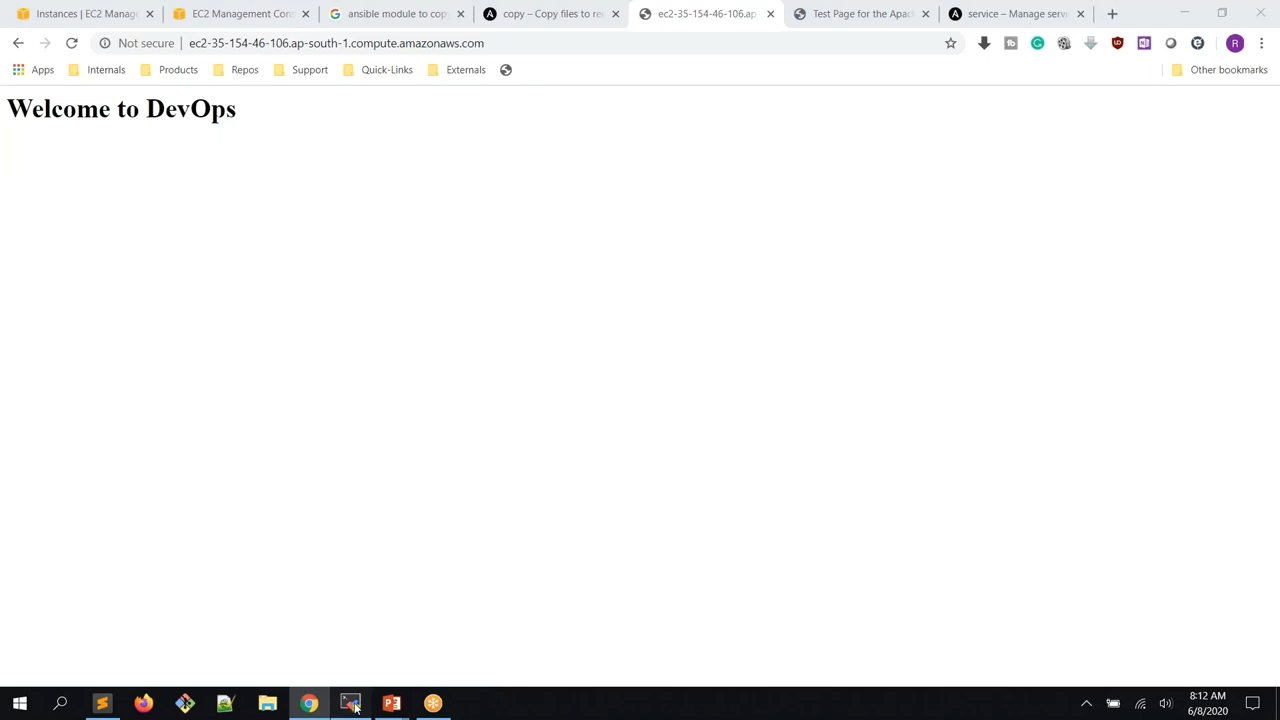 Instances | EC2 Manag
EC2 Management Con
ansible module to copy
copy – Copy files to re
ec2-35-154-46-106.ap
Test Page for the Apac
service – Manage servi
Not secure
ec2-35-154-46-106.ap-south-1.compute.amazonaws.com
Apps
Internals
Products
Repos
Support
Quick-Links
Externals
Other bookmarks
Welcome to DevOps
8:12 AM
6/8/2020